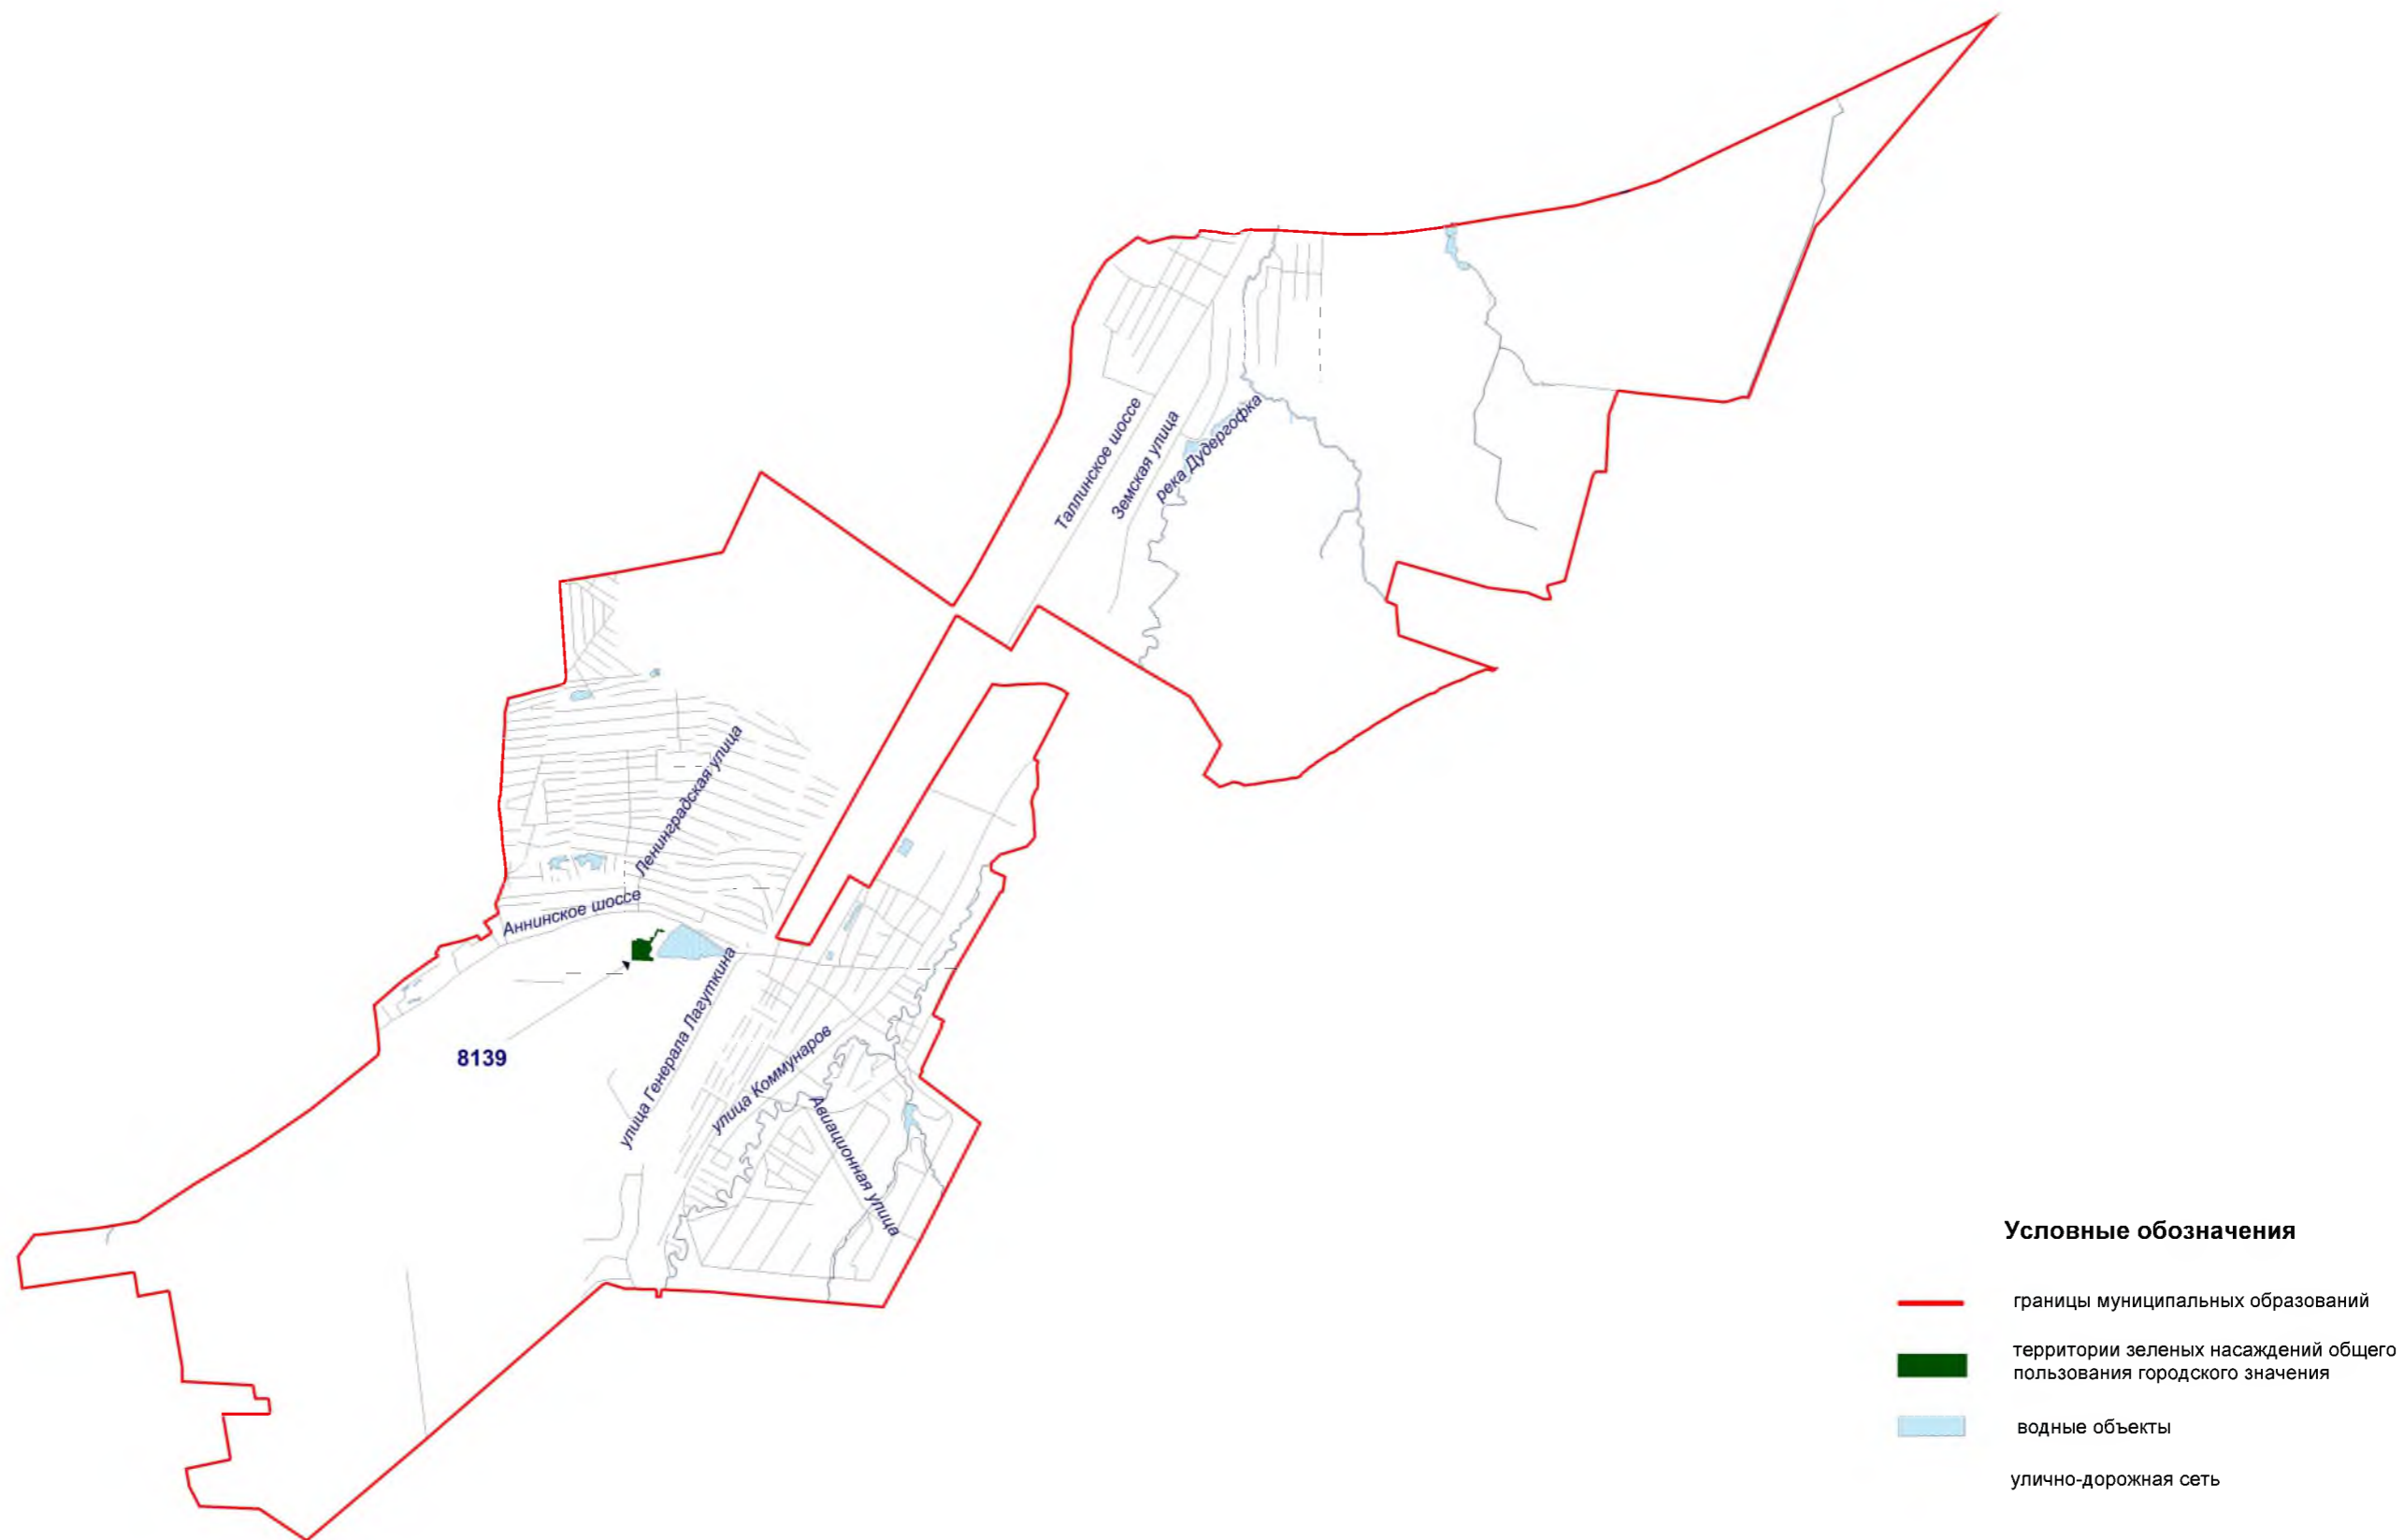 Таллинское шоссе
Земская улица
река Дудергофка
Ленинградская улица
Аннинское шоссе
улица Генерала Лагуткина
8139
улица Коммунаров
Авиационная улица
Условные обозначения
границы муниципальных образований
территории зеленых насаждений общего
пользования городского значения
водные объекты
улично-дорожная сеть